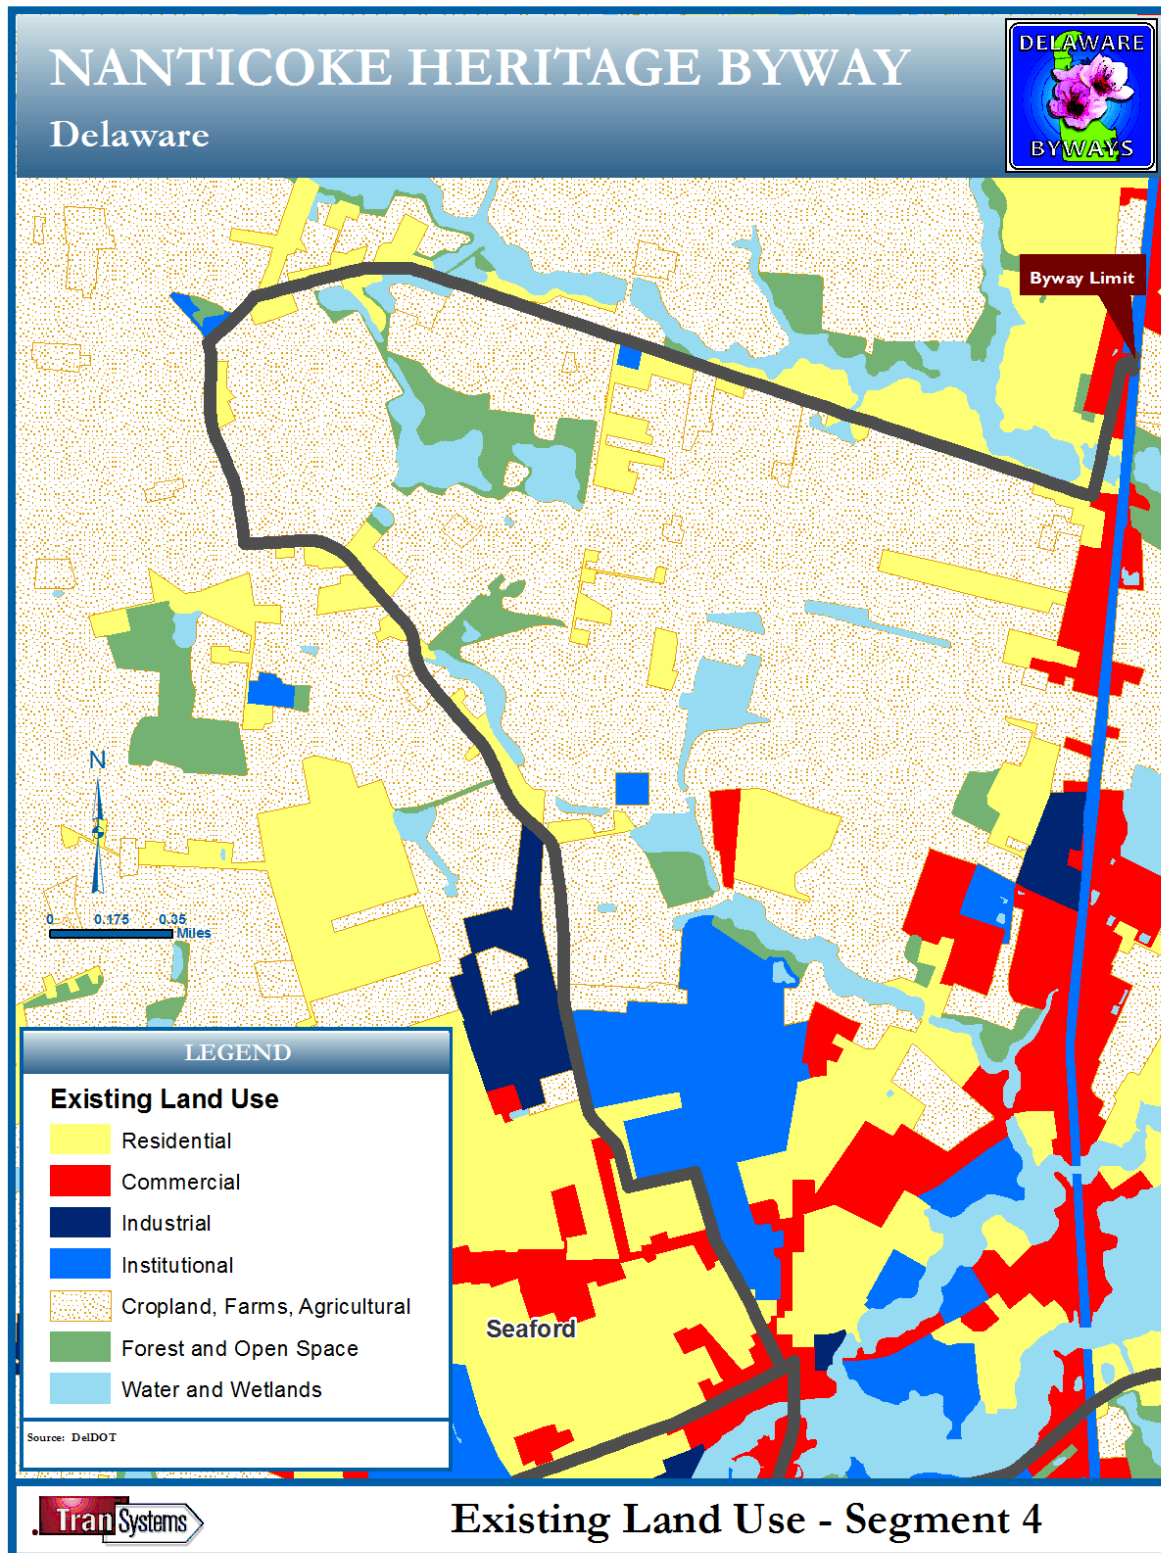 NANTICOKE HERITAGE BYWAY
Delaware
DELAWARE
BYWAYS
Byway Limit
N
0 0.175 0.35
Miles
LEGEND
Existing Land Use
Residential
Commercial
Industrial
Institutional
Cropland, Farms, Agricultural
Forest and Open Space
Water and Wetlands
Source: DelDOT
Seaford
TranSystems
Existing Land Use - Segment 4